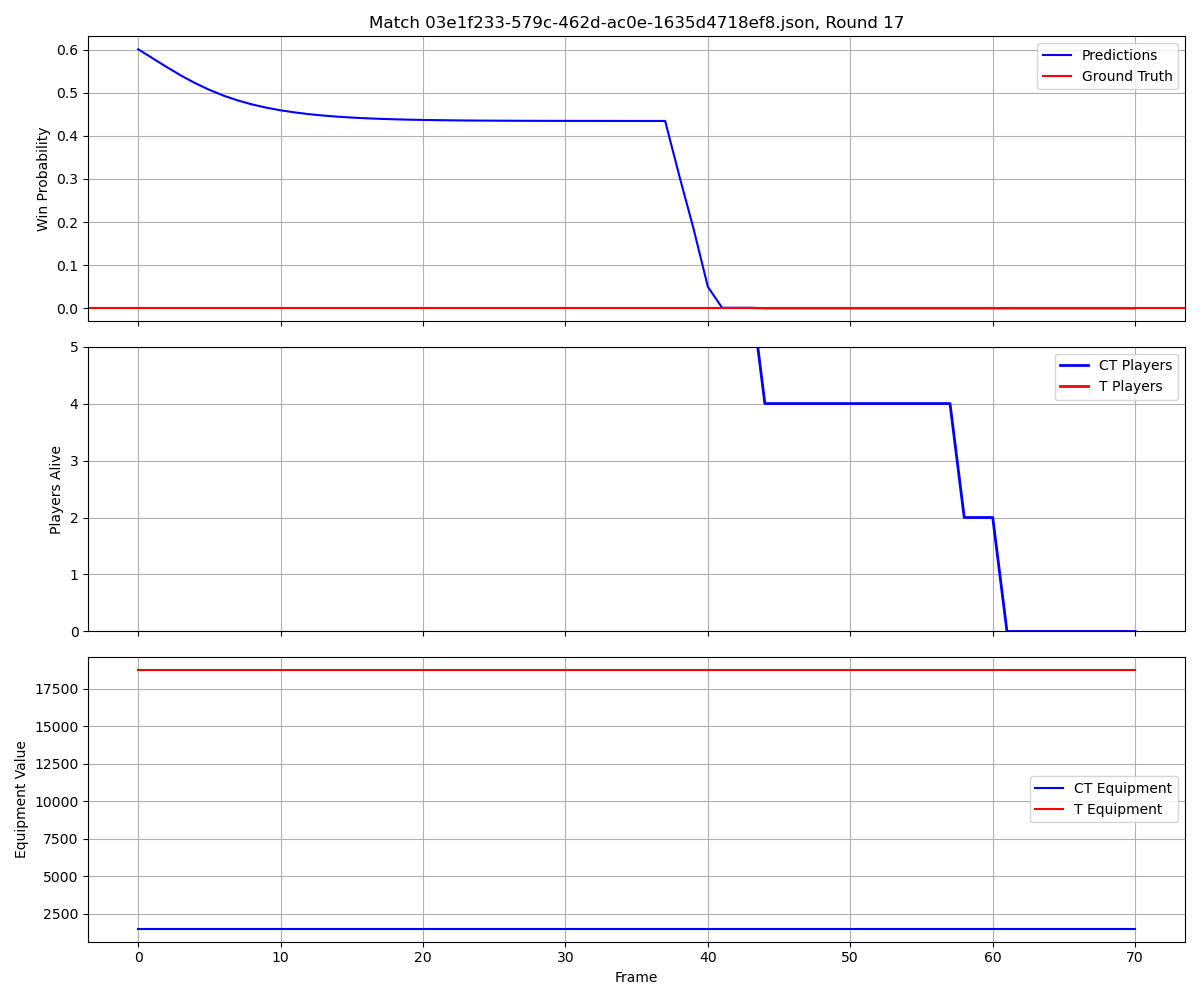 Match 03e1f233-579c-462d-ac0e-1635d4718ef8.json, Round 17
Win Probability
0.6
0.5
0.4
0.3
0.2
0.1
0.0
Predictions
Ground Truth
Players Alive
5
4
3
2
1
0
CT Players
T Players
Equipment Value
17500
15000
12500
10000
7500
5000
2500
CT Equipment
T Equipment
0 10 20 30 40 50 60 70
Frame